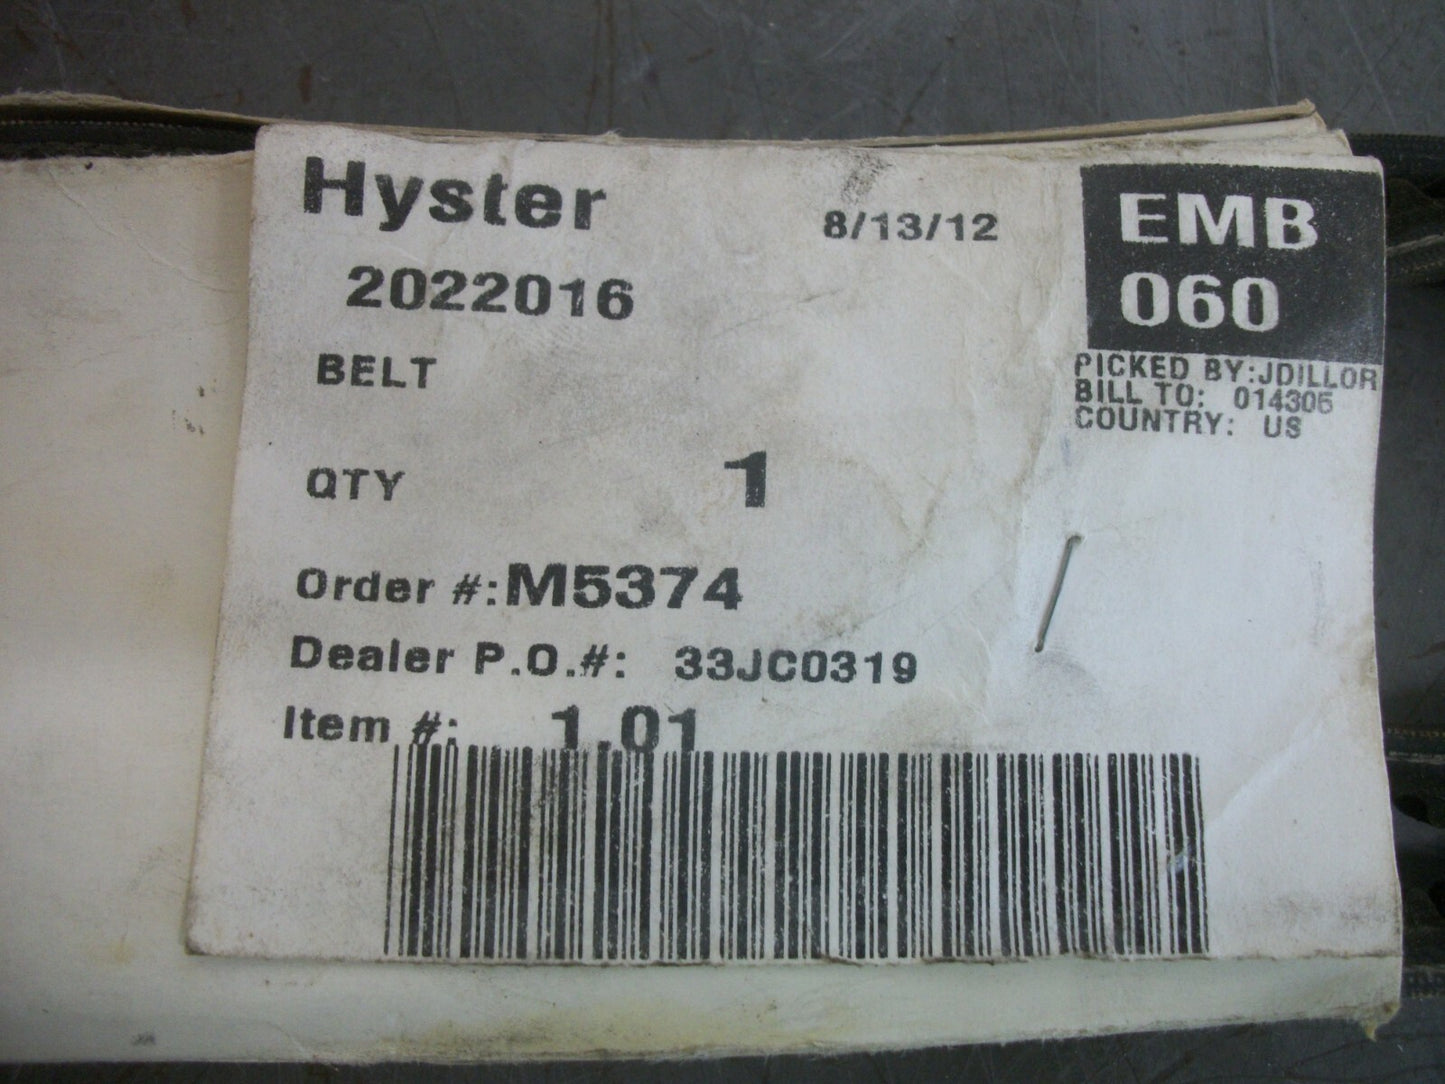 Hyster
8/13/12
EMB
060
2022016
BELT
PICKED BY:JDILLOR
BILL TO: 014305
COUNTRY: US
QTY 1
Order #:M5374
Dealer P.O.#: 33JC0319
Item #: 1.01